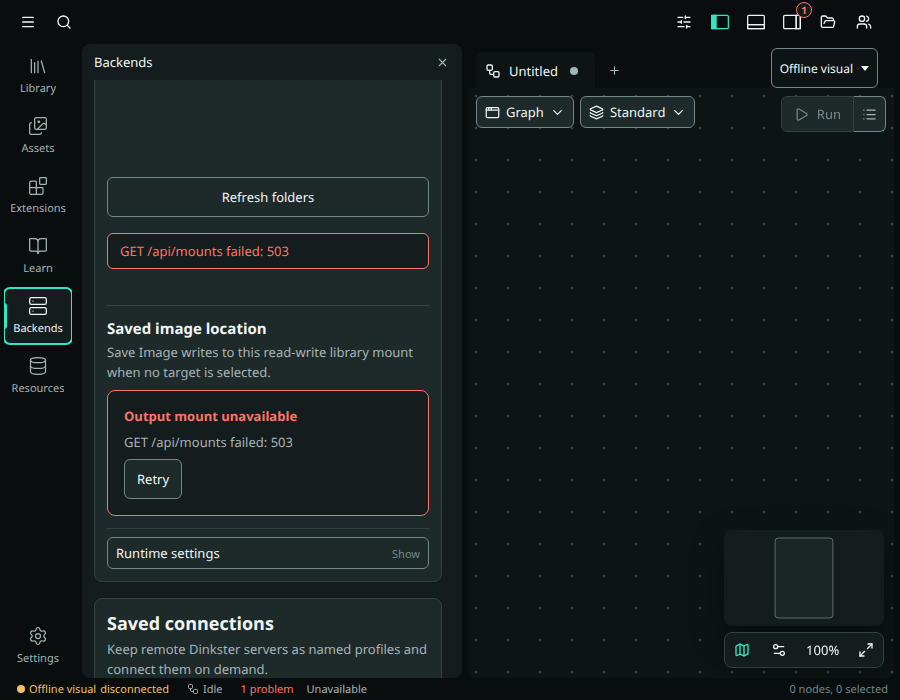 1
Library
Assets
Extensions
Learn
Backends
Resources
Settings
Backends
Refresh folders
GET /api/mounts failed: 503
Saved image location
Save Image writes to this read-write library mount
when no target is selected.
Output mount unavailable
GET /api/mounts failed: 503
Retry
Runtime settings Show
Saved connections
Keep remote Dinkster servers as named profiles and
connect them on demand.
Untitled
Offline visual
Graph
Standard
Run
100%
Offline visual disconnected Idle 1 problem Unavailable 0 nodes, 0 selected